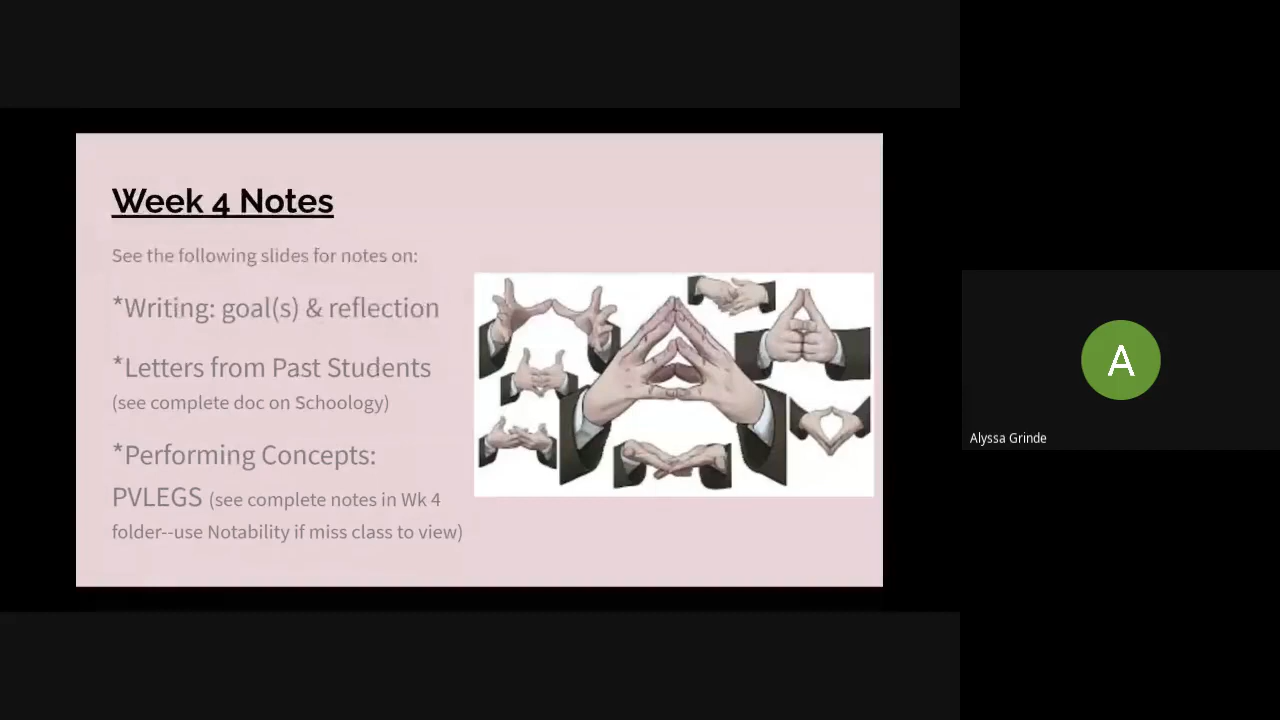 Week 4 Notes
See the following slides for notes on:
*Writing: goal(s) & reflection
*Letters from Past Students
(see complete doc on Schoology)
*Performing Concepts:
PVLEGS (see complete notes in Wk 4
folder--use Notability if miss class to view)
A
Alyssa Grinde